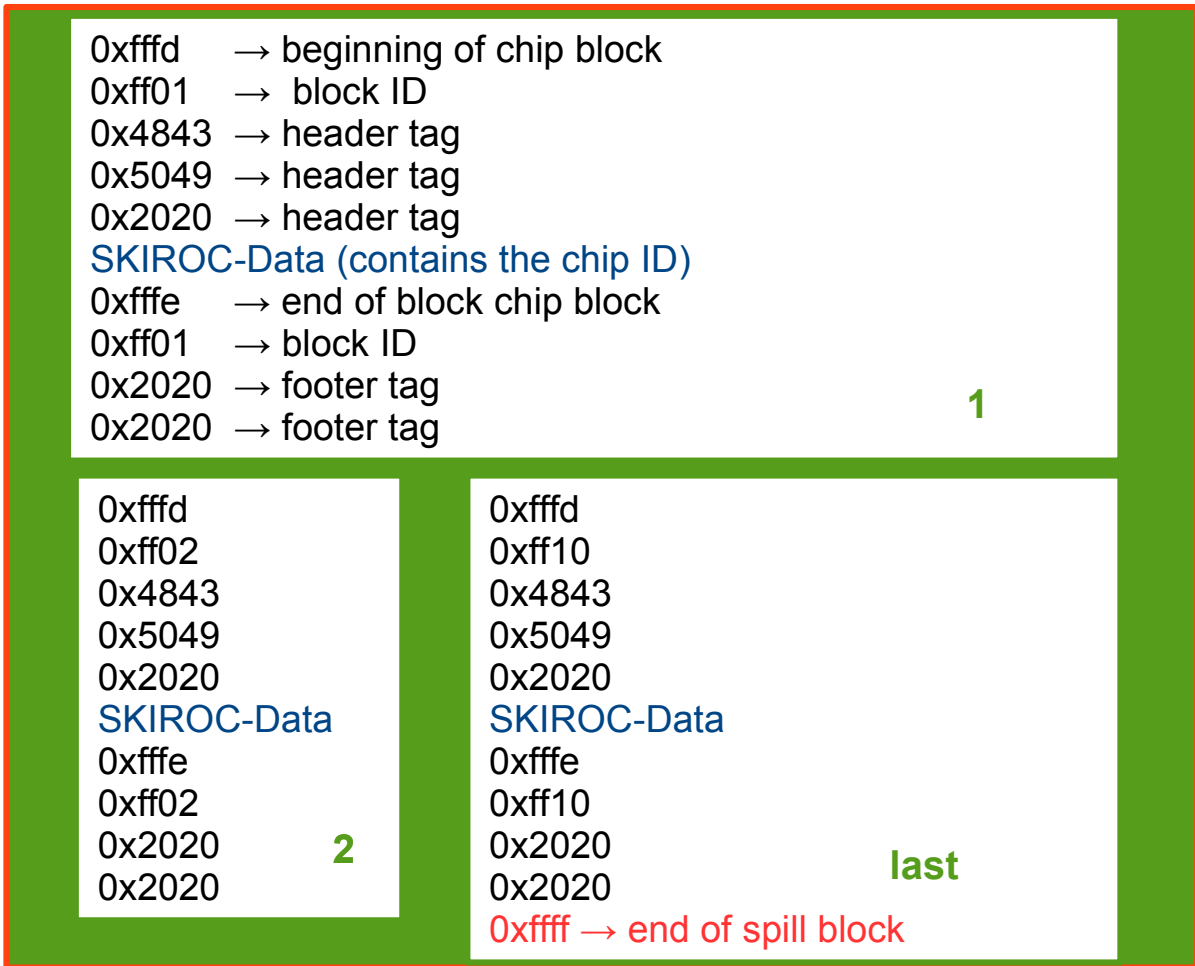 0xfffd → beginning of chip block
0xff01 → block ID
0x4843 → header tag
0x5049 → header tag
0x2020 → header tag
SKIROC-Data (contains the chip ID)
0xfffe → end of block chip block
0xff01 → block ID
0x2020 → footer tag
0x2020 → footer tag
1
0xfffd
0xff02
0x4843
0x5049
0x2020
SKIROC-Data
0xfffe
0xff02
0x2020
0x2020
2
0xfffd
0xff10
0x4843
0x5049
0x2020
SKIROC-Data
0xfffe
0xff10
0x2020
0x2020
last
0xffff → end of spill block